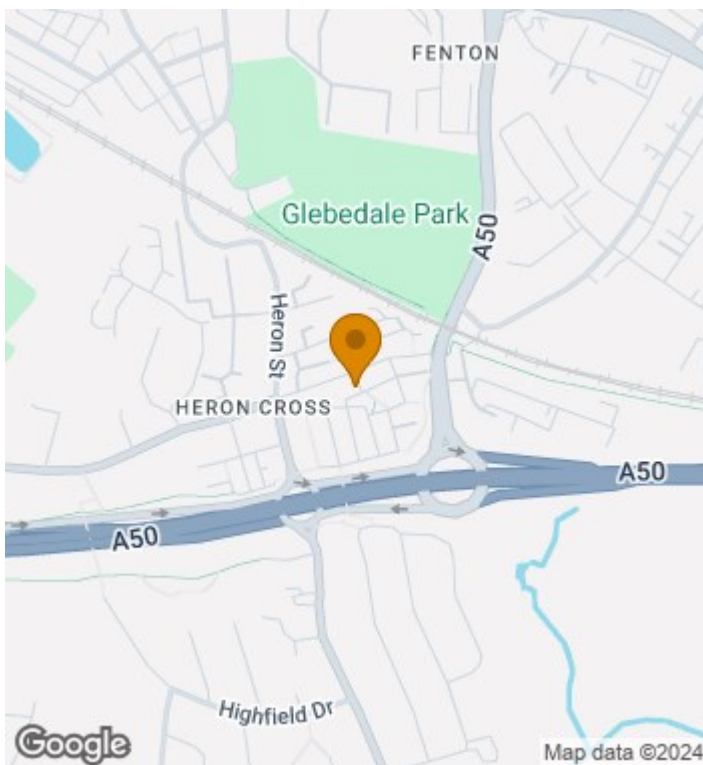 FENTON
Glebedale Park
A50
Heron St
HERON CROSS
A50
A50
Highfield Dr
Google
Map data ©2024